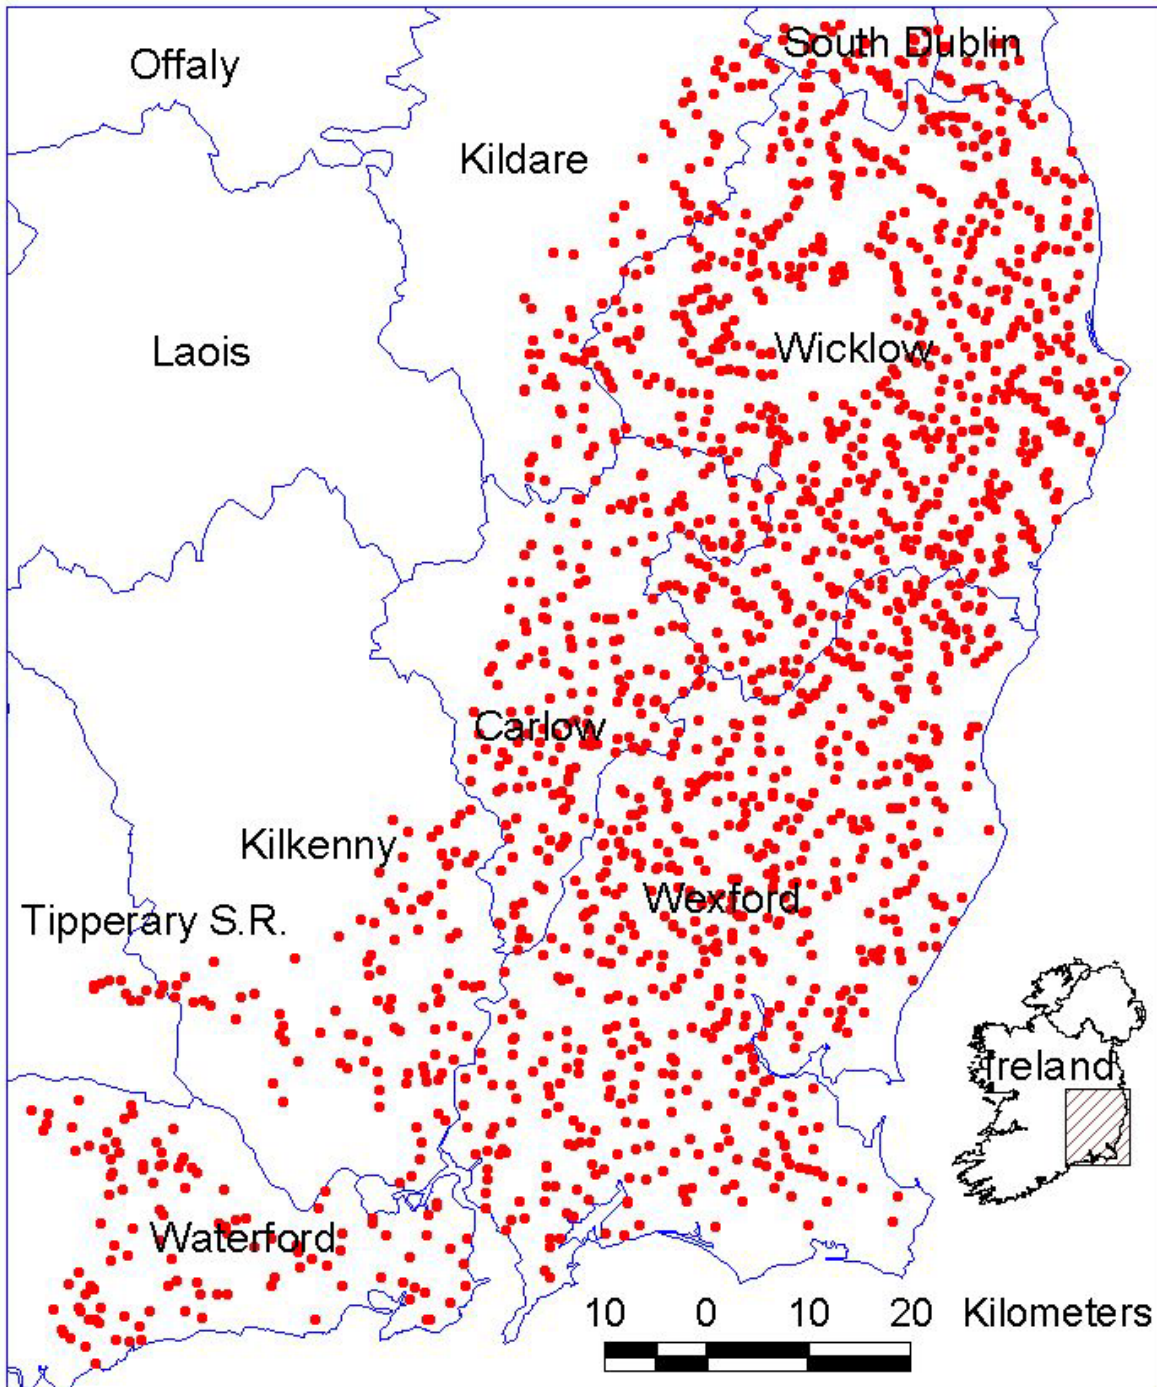 South Dublin
Offaly
Kildare
Laois
Wicklow
Carlow
Kilkenny
Wexford
Tipperary S.R.
Ireland
Waterford
10 0 10 20 Kilometers